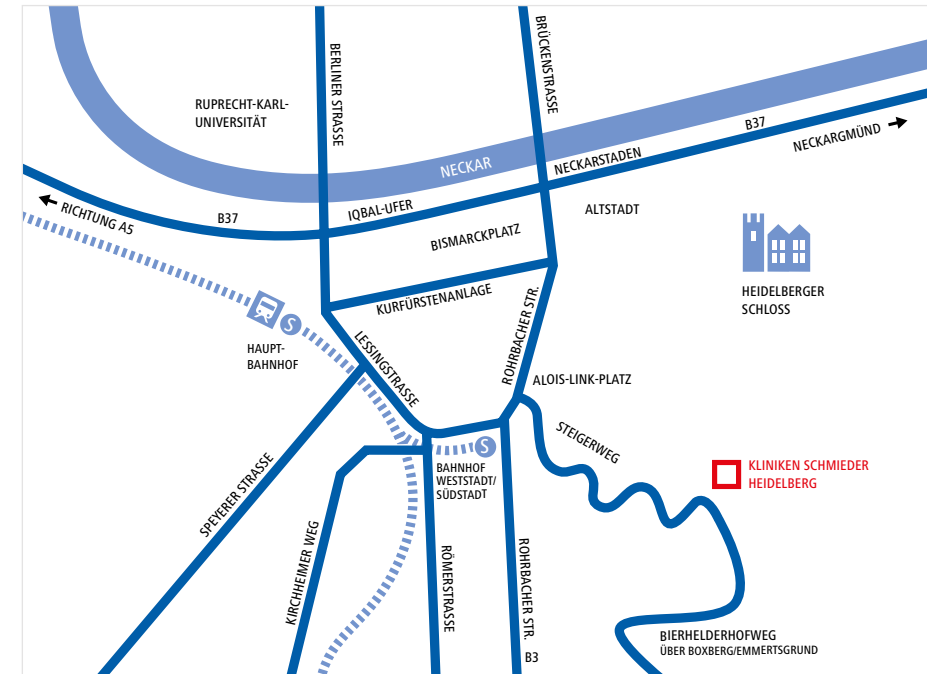 BERLINER STRASSE
BRÜCKENSTRASSE
RUPRECHT-KARL-
UNIVERSITÄT
NECKAR
NECKARSTADEN
B37
NECKARGMÜND
RICHTUNG A5
B37
IQBAL-UFER
BISMARCKPLATZ
ALTSTADT
HEIDELBERGER
SCHLOSS
KURFÜRSTENANLAGE
ROHRBACHER STR.
HAUPT-
BAHNHOF
S
LESSINGSTRASSE
ALOIS-LINK-PLATZ
STEIGERWEG
S
BAHNHOF
WESTSTADT/
SÜDSTADT
KLINIKEN SCHMIEDER
HEIDELBERG
SPEYERER STRASSE
KIRCHHEIMER WEG
RÖMERSTRASSE
ROHRBACHER STR.
B3
BIERHELDERHOFWEG
ÜBER BOXBERG/EMMERTSGRUND